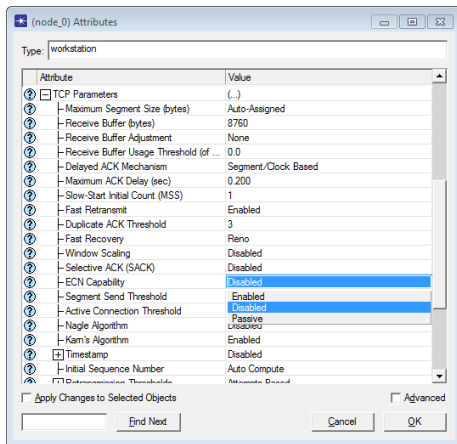 (node_0) Attributes
Type: workstation
Attribute Value
TCP Parameters (...)
Maximum Segment Size (bytes) Auto-Assigned
Receive Buffer (bytes) 8760
Receive Buffer Adjustment None
Receive Buffer Usage Threshold (of ... 0.0
Delayed ACK Mechanism Segment/Clock Based
Maximum ACK Delay (sec) 0.200
Slow-Start Initial Count (MSS) 1
Fast Retransmit Enabled
Duplicate ACK Threshold 3
Fast Recovery Reno
Window Scaling Disabled
Selective ACK (SACK) Disabled
ECN Capability Disabled
Segment Send Threshold Enabled
Active Connection Threshold Disabled
Passive
Nagle Algorithm Disabled
Karn's Algorithm Enabled
Timestamp Disabled
Initial Sequence Number Auto Compute
Retransmission Thresholds Attempts Based
Apply Changes to Selected Objects Advanced
Find Next Cancel OK